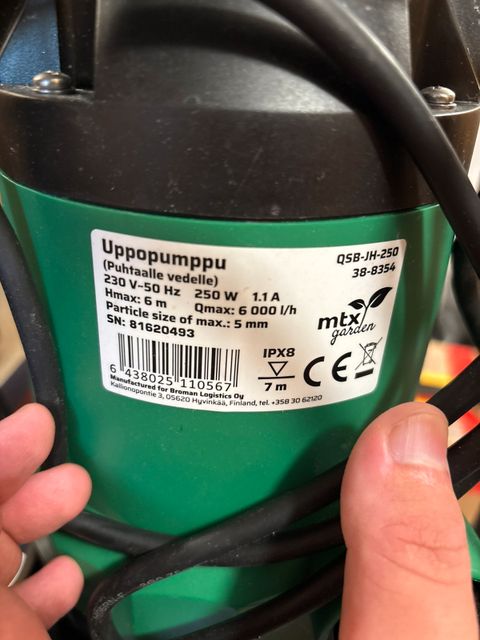 Uppopumppu
(Puhtaalle vedelle)
QSB-JH-250
38-8354
230 V~50 Hz 250 W 1.1 A
Hmax: 6 m Qmax: 6 000 l/h
Particle size of max.: 5 mm
SN: 81620493
mtx
garden
IPX8
7 m
CE
6 438025 110567
Manufactured for Broman Logistics Oy
Kallionopontie 3, 05620 Hyvinkää, Finland, tel. +358 30 62120